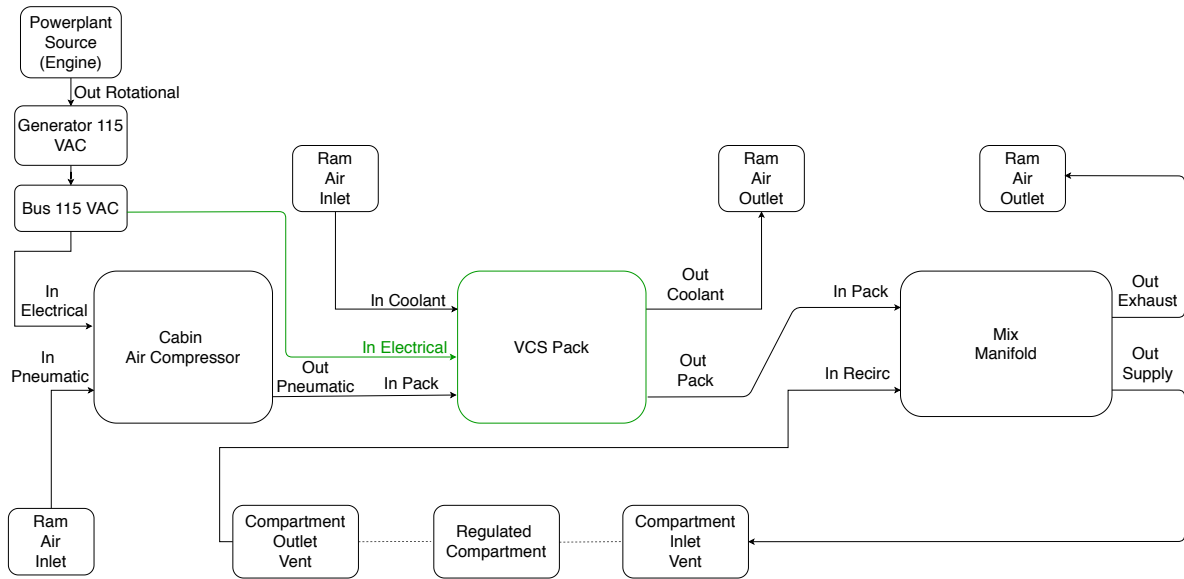 Powerplant
Source
(Engine)
Out Rotational
Generator 115
VAC
Bus 115 VAC
Ram
Air
Inlet
Ram
Air
Outlet
Ram
Air
Outlet
In
Electrical
In
Pneumatic
Cabin
Air Compressor
Out
Pneumatic
In Coolant
In Electrical
In Pack
VCS Pack
Out
Coolant
Out
Pack
In Pack
In Recirc
Mix
Manifold
Out
Exhaust
Out
Supply
Ram
Air
Inlet
Compartment
Outlet
Vent
Regulated
Compartment
Compartment
Inlet
Vent